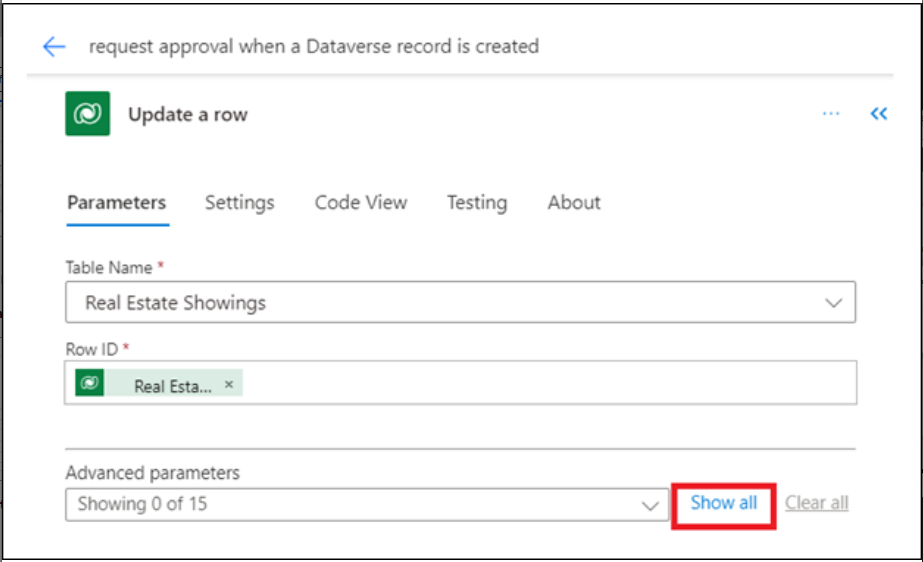 request approval when a Dataverse record is created
Update a row
Parameters Settings Code View Testing About
Table Name *
Real Estate Showings
Row ID *
Real Esta... ×
Advanced parameters
Showing 0 of 15 Show all Clear all